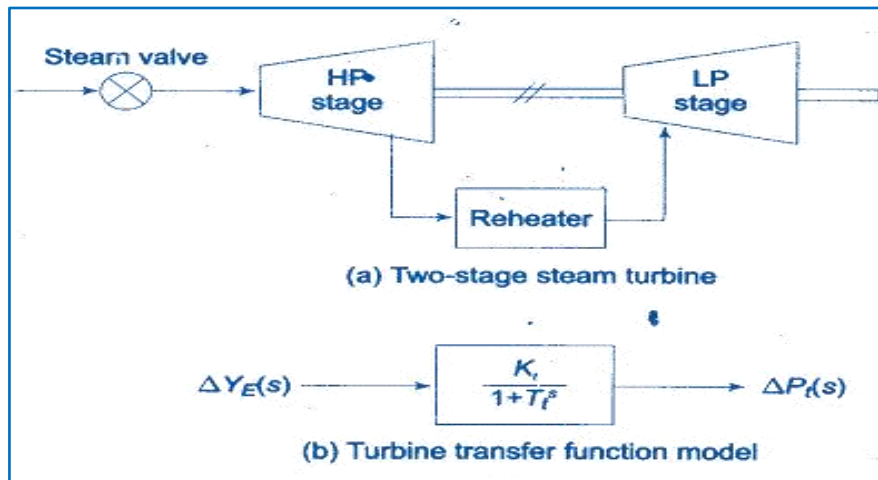 Steam valve
HP
stage
LP
stage
Reheater
(a) Two-stage steam turbine
ΔY_E(s)
K_t
1+T_t s
ΔP_t(s)
(b) Turbine transfer function model